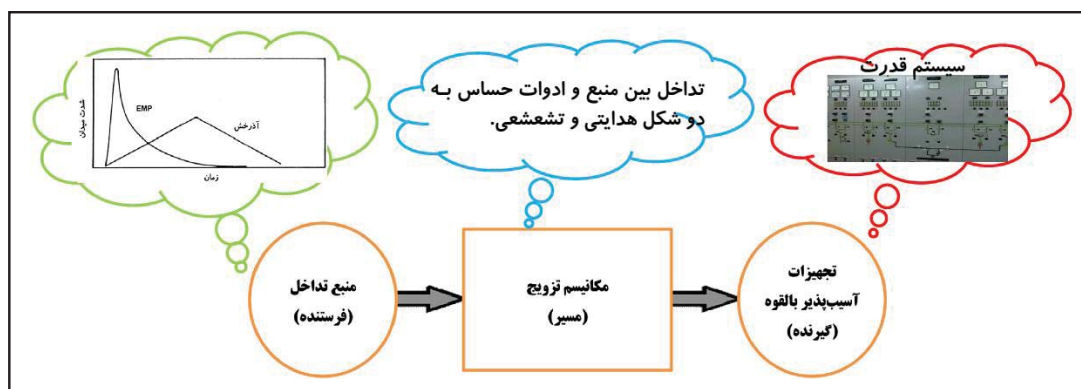 شدت میدان
EMP
آذرخش
زمان
تداخل بین منبع و ادوات حساس بـه
دو شکل هدایتی و تشعشعی.
سیستم قدرت
منبع تداخل
(فرستنده)
مکانیسم تزویج
(مسیر)
تجهیزات
آسیب‌پذیر بالقوه
(گیرنده)